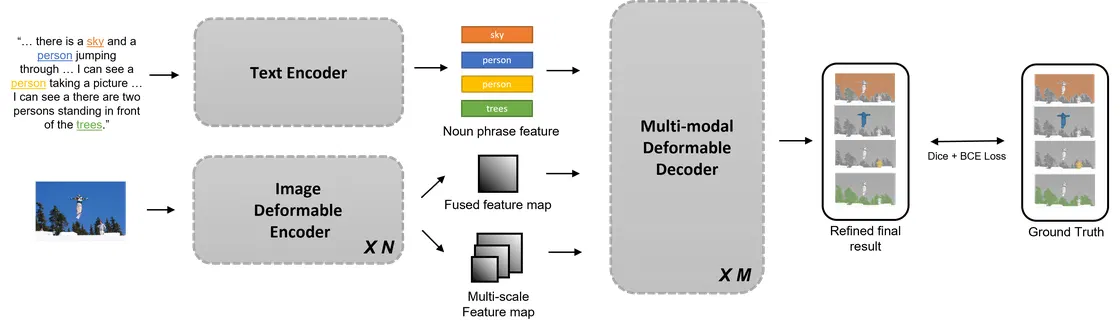 “… there is a sky and a
person jumping
through … I can see a
person taking a picture …
I can see a there are two
persons standing in front
of the trees.”
Text Encoder
sky
person
person
trees
Noun phrase feature
Image
Deformable
Encoder
X N
Fused feature map
Multi-scale
Feature map
Multi-modal
Deformable
Decoder
X M
Refined final
result
Dice + BCE Loss
Ground Truth